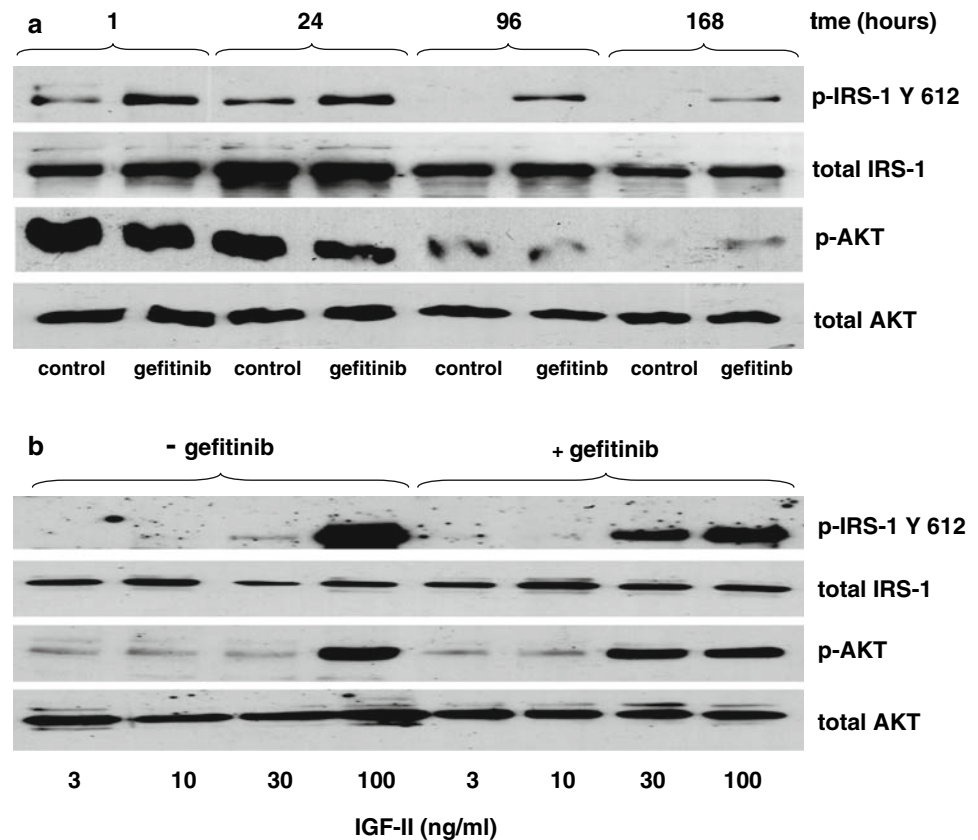 a 1 24 96 168 tme (hours)
p-IRS-1 Y 612
total IRS-1
p-AKT
total AKT
control gefitinib control gefitinib control gefitinib control gefitinb
b - gefitinib + gefitinib
p-IRS-1 Y 612
total IRS-1
p-AKT
total AKT
3 10 30 100 3 10 30 100
IGF-II (ng/ml)